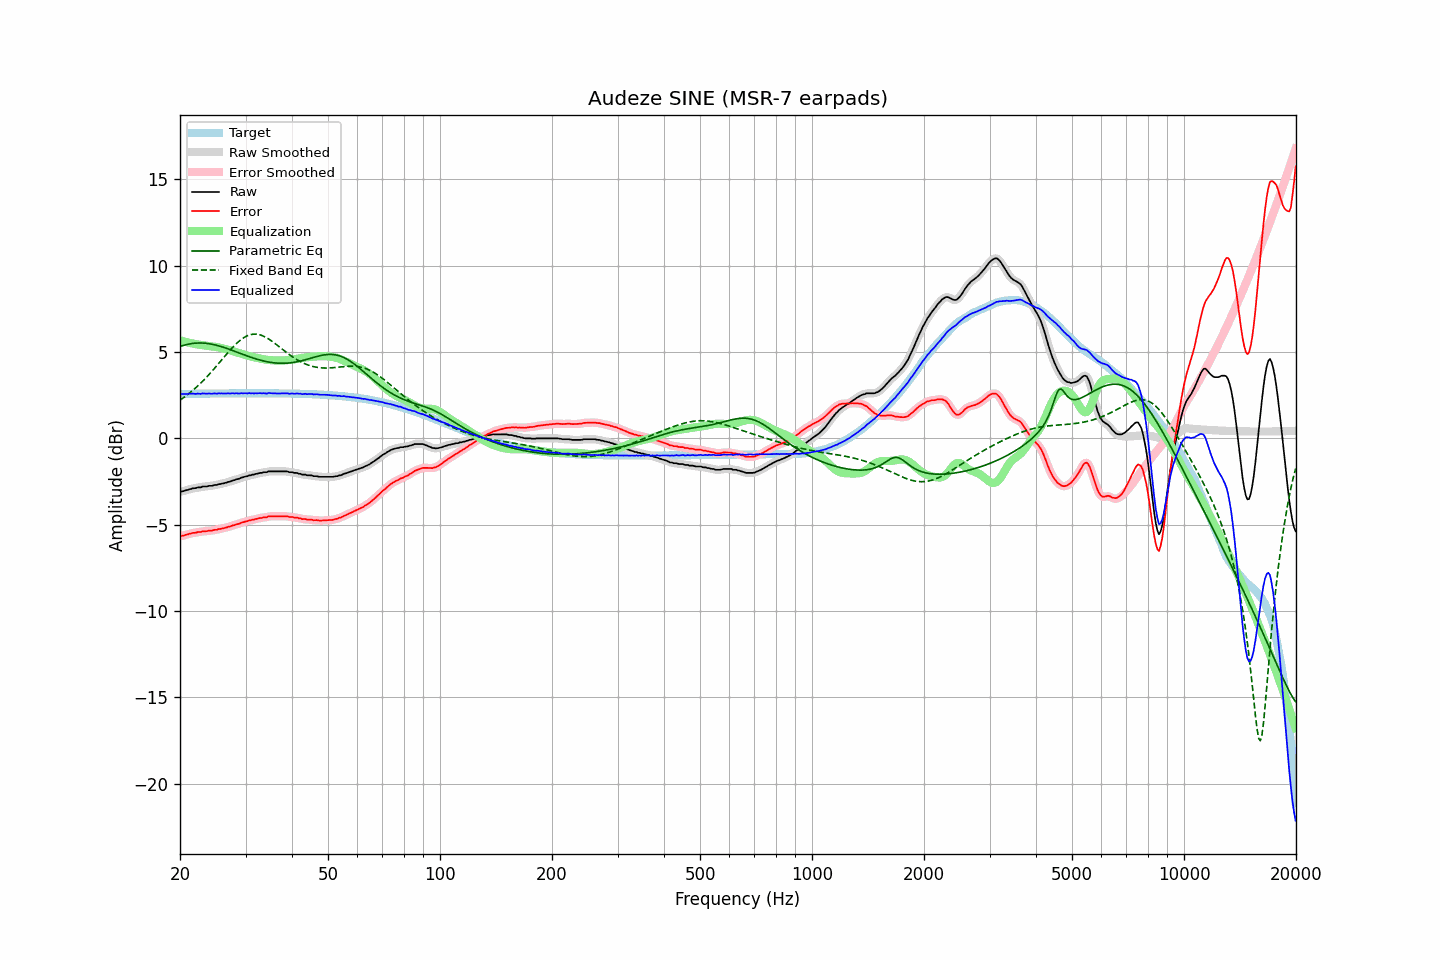 Audeze SINE (MSR-7 earpads)
Target
Raw Smoothed
Error Smoothed
Raw
Error
Equalization
Parametric Eq
Fixed Band Eq
Equalized
Amplitude (dBr)
15
10
5
0
−5
−10
−15
−20
20 50 100 200 500 1000 2000 5000 10000 20000
Frequency (Hz)